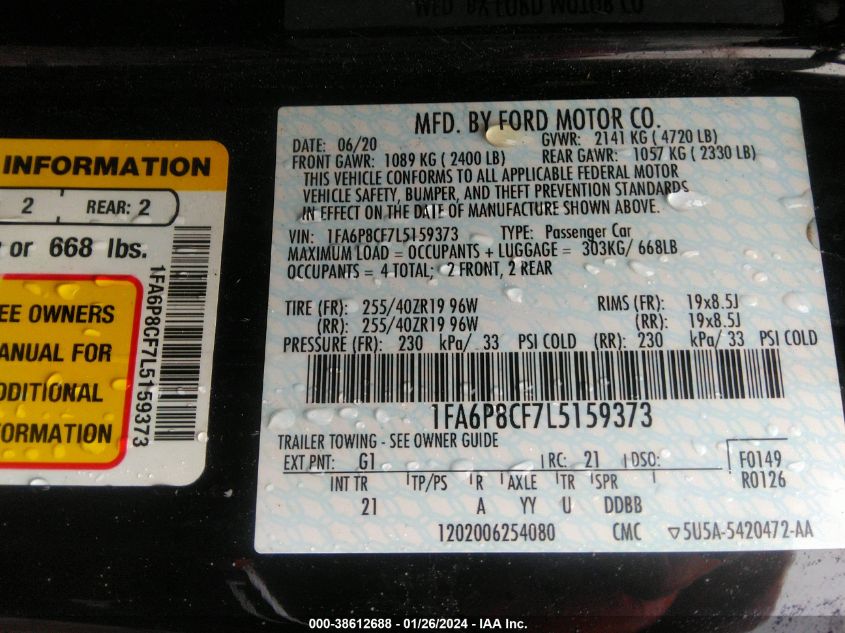 MFD. BY FORD MOTOR CO.
INFORMATION
2 REAR: 2
or 668 lbs.
EE OWNERS
ANUAL FOR
DDITIONAL
FORMATION
1FA6P8CF7L5159373
MFD. BY FORD MOTOR CO.
DATE: 06/20 GVWR: 2141 KG ( 4720 LB)
FRONT GAWR: 1089 KG ( 2400 LB) REAR GAWR: 1057 KG ( 2330 LB)
THIS VEHICLE CONFORMS TO ALL APPLICABLE FEDERAL MOTOR
VEHICLE SAFETY, BUMPER, AND THEFT PREVENTION STANDARDS
IN EFFECT ON THE DATE OF MANUFACTURE SHOWN ABOVE.
VIN: 1FA6P8CF7L5159373 TYPE: Passenger Car
MAXIMUM LOAD = OCCUPANTS + LUGGAGE = 303KG/ 668LB
OCCUPANTS = 4 TOTAL; 2 FRONT, 2 REAR
TIRE (FR): 255/40ZR19 96W RIMS (FR): 19x8.5J
(RR): 255/40ZR19 96W (RR): 19x8.5J
PRESSURE (FR): 230 kPa/ 33 PSI COLD (RR): 230 kPa/ 33 PSI COLD
1FA6P8CF7L5159373
TRAILER TOWING - SEE OWNER GUIDE
EXT PNT: G1 RC: 21 DSO: F0149
INT TR TP/PS R AXLE TR SPR R0126
21 A YY U DDBB
1202006254080 CMC ▽5U5A-5420472-AA
000-38612688 - 01/26/2024 - IAA Inc.